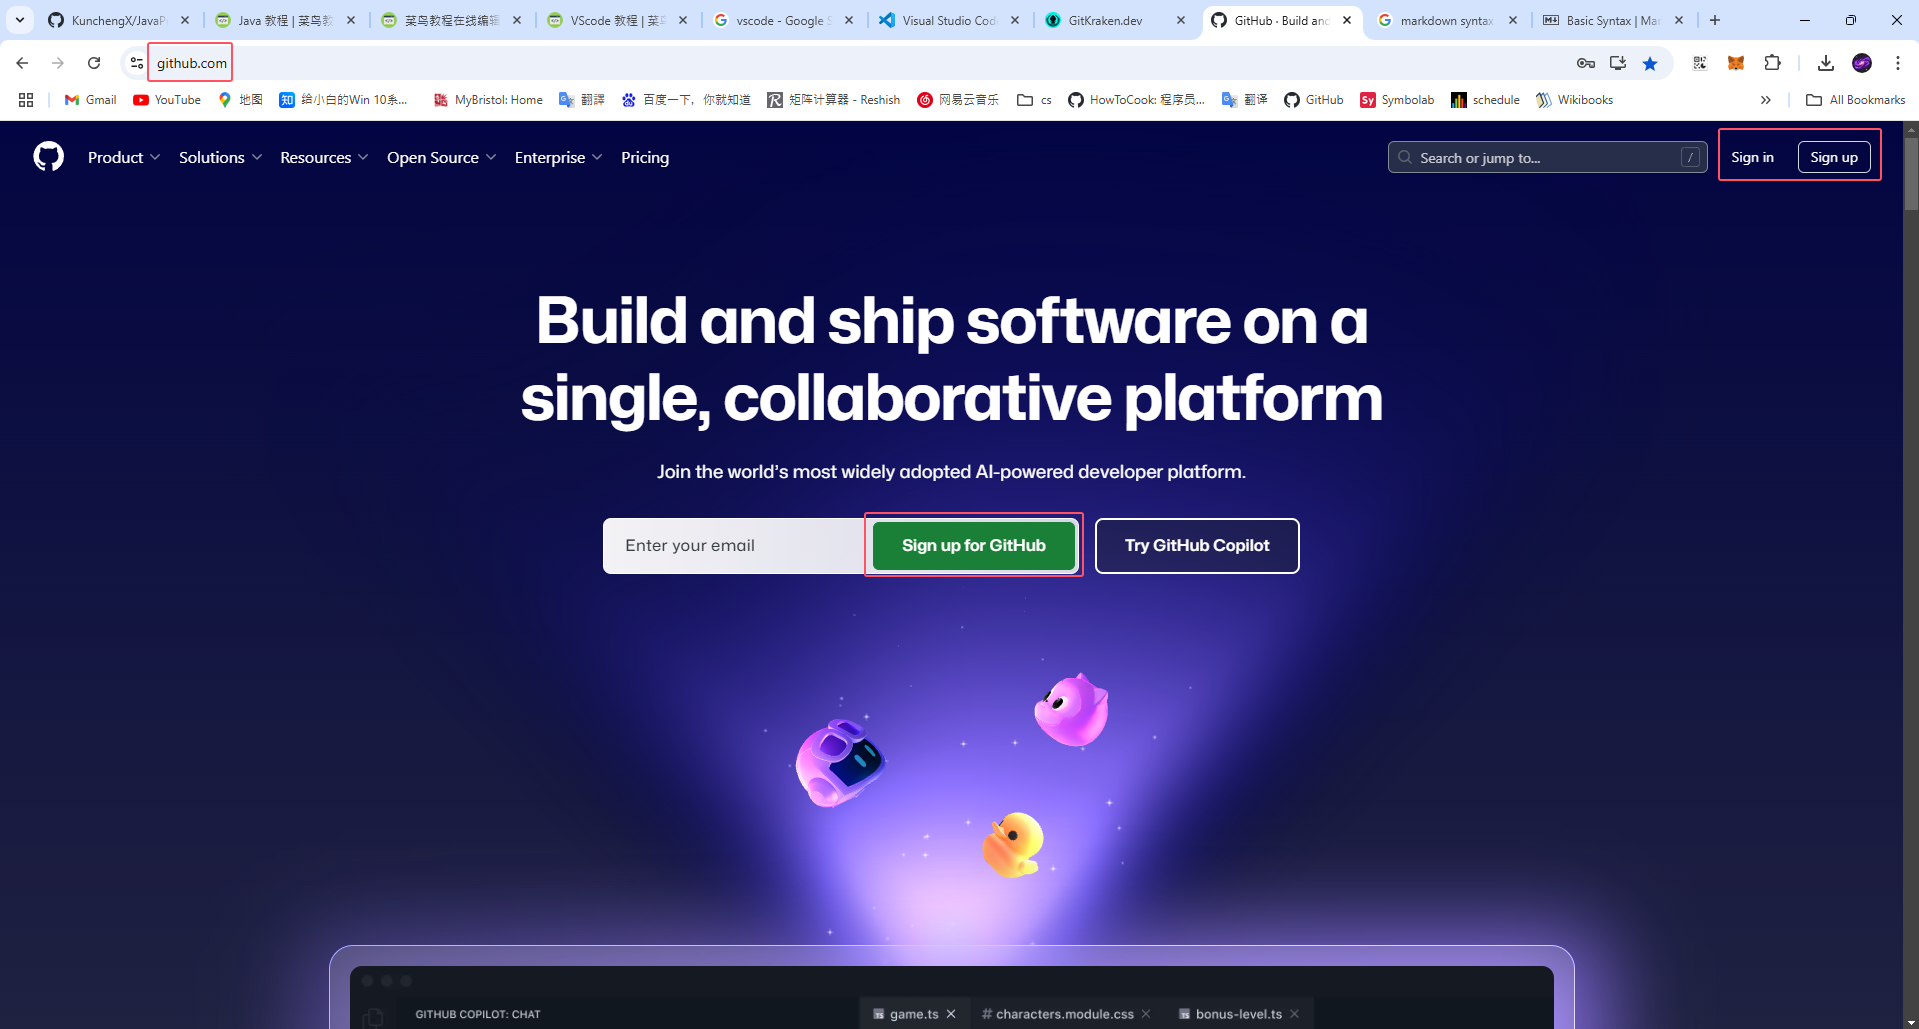 KunchengX/JavaP
Java 教程 | 菜鸟教
菜鸟教程在线编辑
VScode 教程 | 菜鸟
vscode - Google S
Visual Studio Cod
GitKraken.dev
GitHub · Build and
markdown syntax
Basic Syntax | Mar
github.com
Gmail
YouTube
地图
知
给小白的Win 10系...
MyBristol: Home
翻譯
百度一下，你就知道
矩阵计算器 - Reshish
网易云音乐
cs
HowToCook: 程序员...
翻译
GitHub
Sy
Symbolab
schedule
Wikibooks
All Bookmarks
Product
Solutions
Resources
Open Source
Enterprise
Pricing
Search or jump to...
/
Sign in
Sign up
Build and ship software on a
single, collaborative platform
Join the world's most widely adopted AI-powered developer platform.
Enter your email
Sign up for GitHub
Try GitHub Copilot
GITHUB COPILOT: CHAT
TS game.ts
# characters.module.css
TS bonus-level.ts